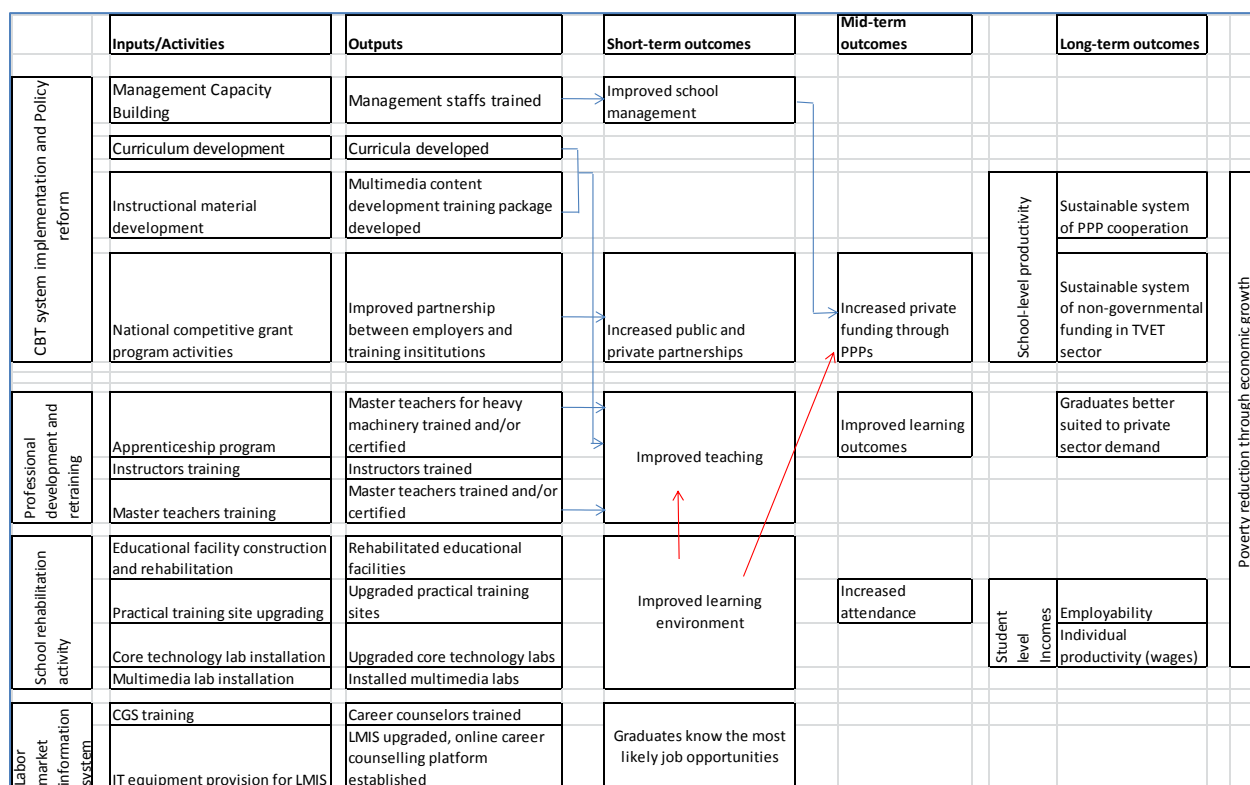 Inputs/Activities
Outputs
Short-term outcomes
Mid-term
outcomes
Long-term outcomes
CBT system implementation and Policy
reform
Management Capacity
Building
Management staffs trained
Improved school
management
Curriculum development
Curricula developed
Instructional material
development
Multimedia content
development training package
developed
National competitive grant
program activities
Improved partnership
between employers and
training insititutions
Increased public and
private partnerships
Increased private
funding through
PPPs
School-level productivity
Sustainable system
of PPP cooperation
Sustainable system
of non-governmental
funding in TVET
sector
Poverty reduction through economic growth
Professional
development and
retraining
Apprenticeship program
Master teachers for heavy
machinery trained and/or
certified
Improved teaching
Improved learning
outcomes
Graduates better
suited to private
sector demand
Instructors training
Instructors trained
Master teachers training
Master teachers trained and/or
certified
School rehabilitation
activity
Educational facility construction
and rehabilitation
Rehabilitated educational
facilities
Improved learning
environment
Practical training site upgrading
Upgraded practical training
sites
Increased
attendance
Student
level
Incomes
Employability
Individual
productivity (wages)
Core technology lab installation
Upgraded core technology labs
Multimedia lab installation
Installed multimedia labs
Labor
market
information
system
CGS training
Career counselors trained
Graduates know the most
likely job opportunities
IT equipment provision for LMIS
LMIS upgraded, online career
counselling platform
established